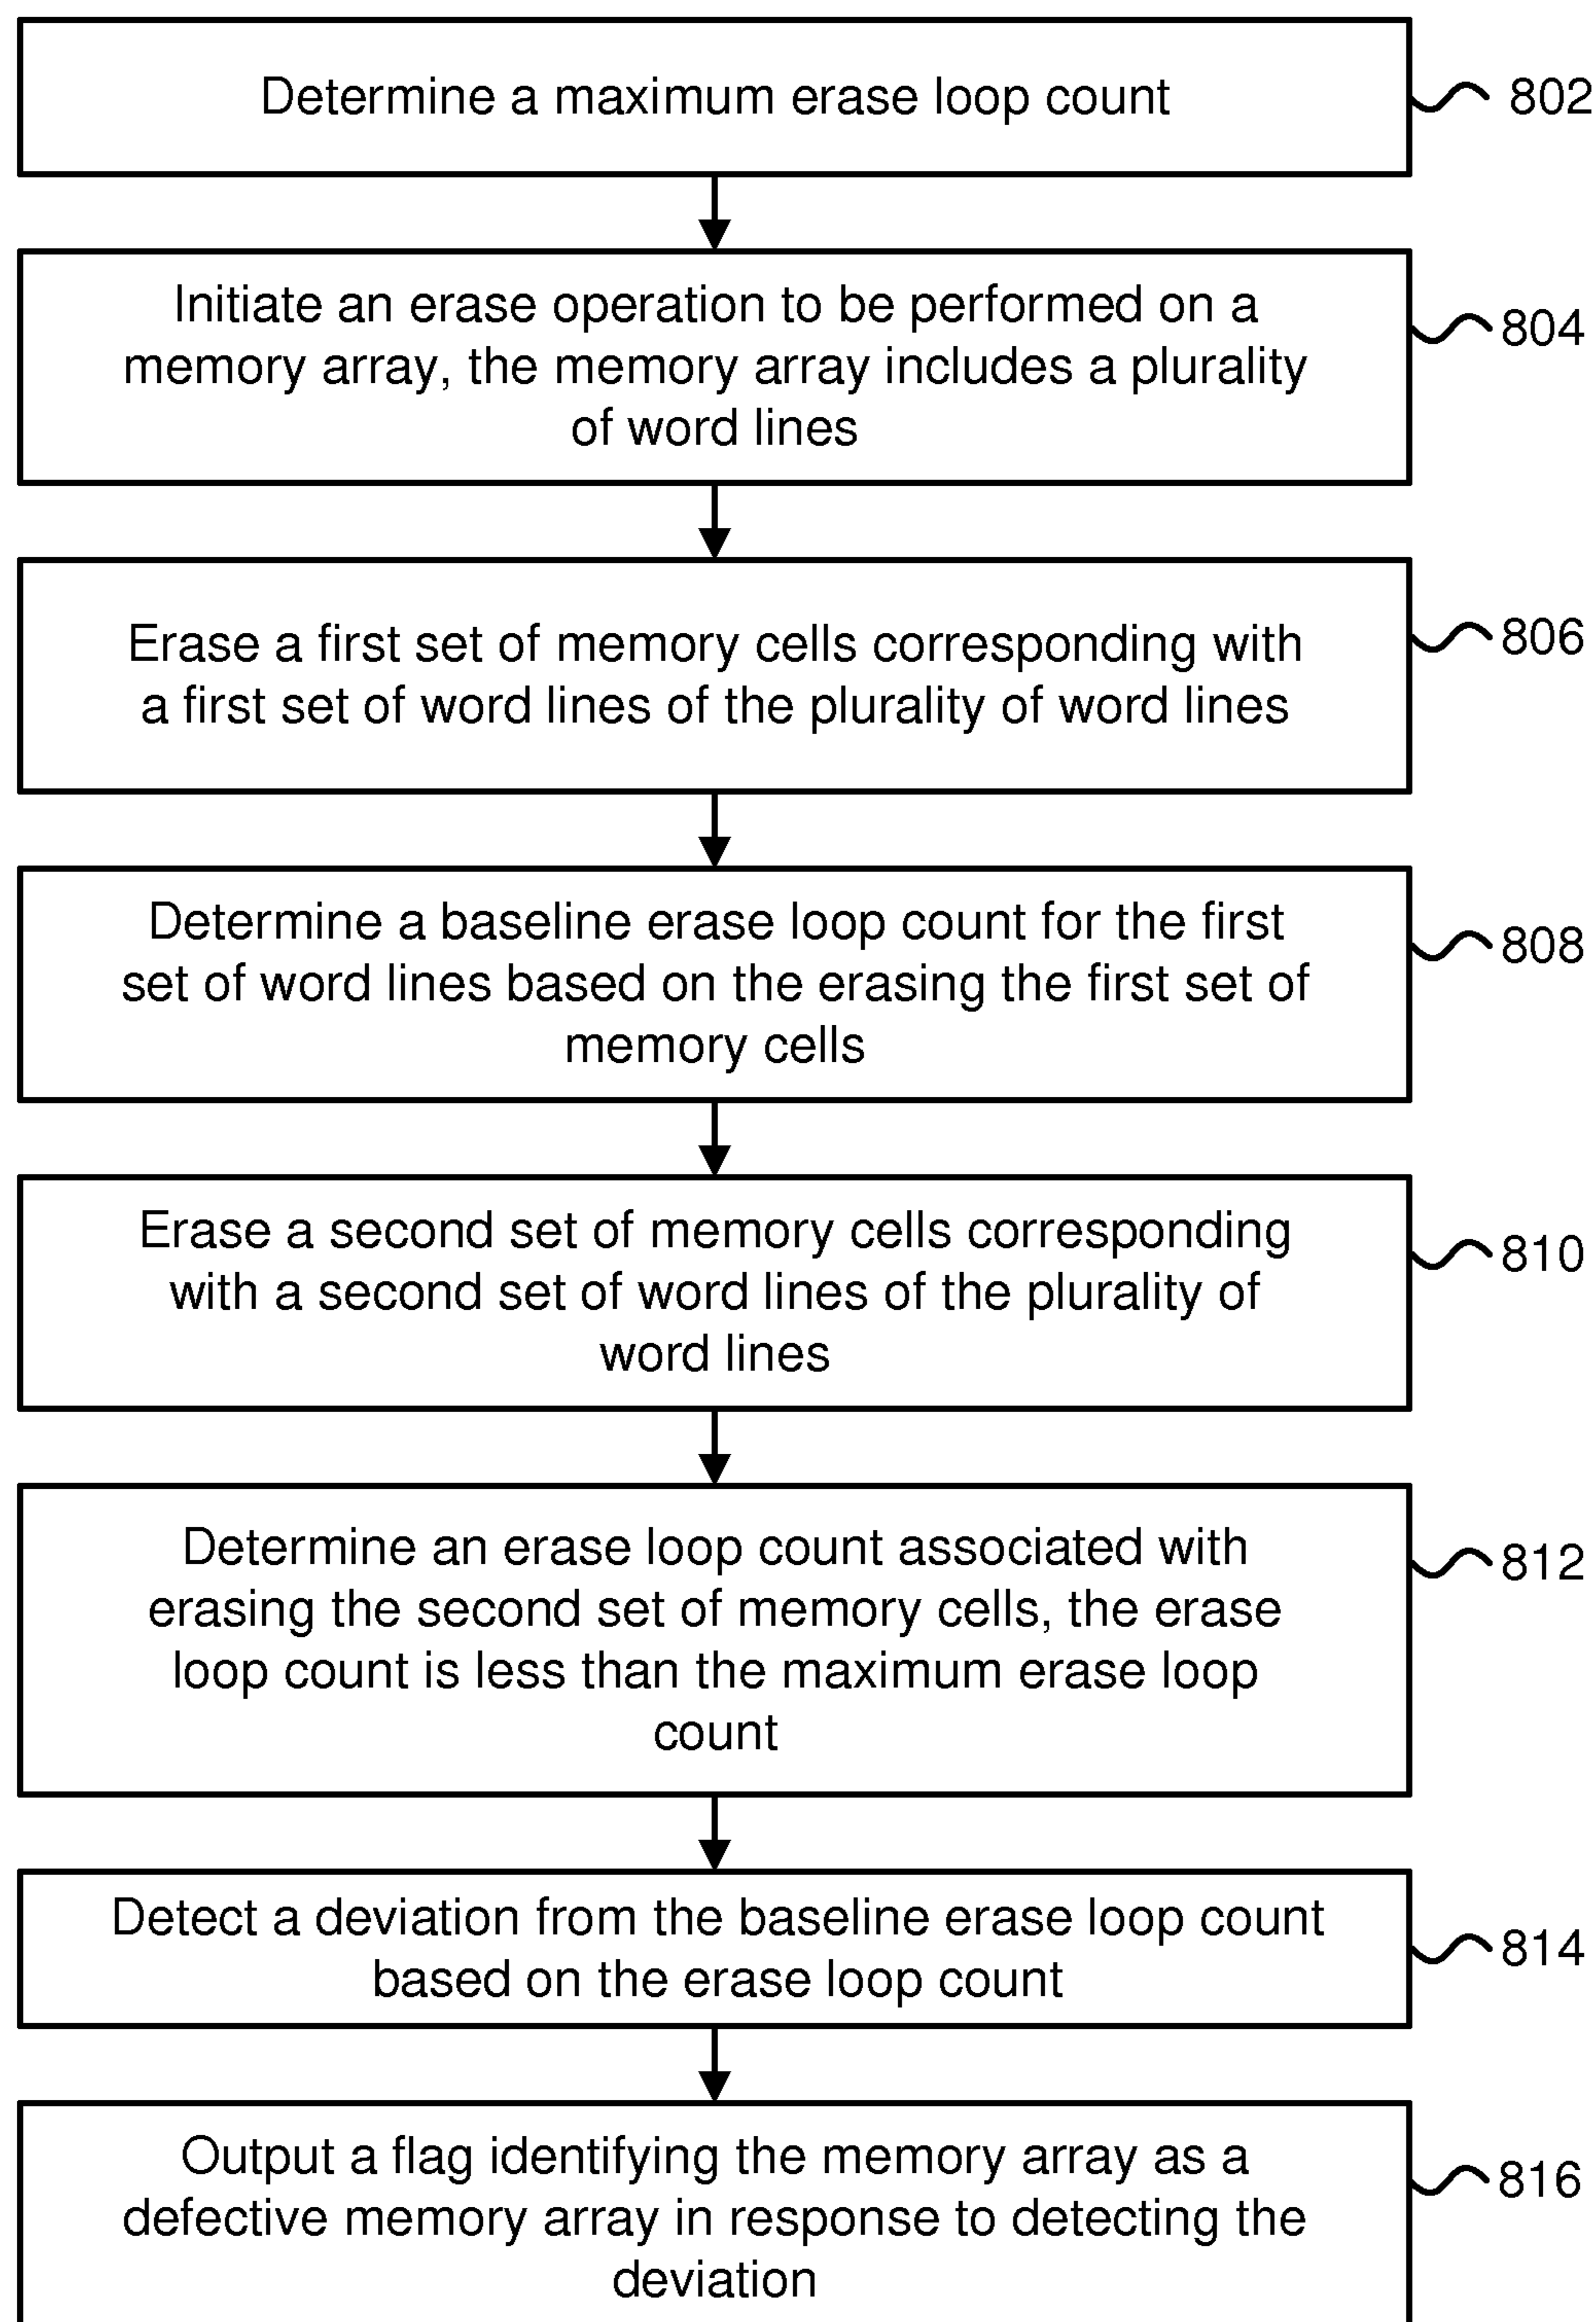 Determine a maximum erase loop count
802
Initiate an erase operation to be performed on a
memory array, the memory array includes a plurality
of word lines
804
Erase a first set of memory cells corresponding with
a first set of word lines of the plurality of word lines
806
Determine a baseline erase loop count for the first
set of word lines based on the erasing the first set of
memory cells
808
Erase a second set of memory cells corresponding
with a second set of word lines of the plurality of
word lines
810
Determine an erase loop count associated with
erasing the second set of memory cells, the erase
loop count is less than the maximum erase loop
count
812
Detect a deviation from the baseline erase loop count
based on the erase loop count
814
Output a flag identifying the memory array as a
defective memory array in response to detecting the
deviation
816